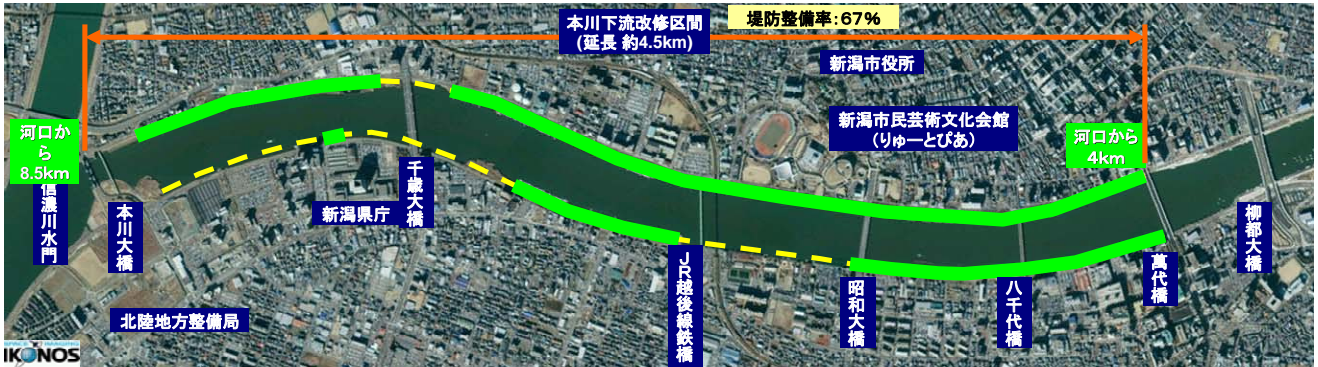 本川下流改修区間
(延長 約4.5km)
堤防整備率:67%
新潟市役所
新潟市民芸術文化会館
(りゅーとぴあ)
河口か
ら
8.5km
河口から
4km
信濃川水門
本川大橋
新潟県庁
千歳大橋
JR越後線鉄橋
昭和大橋
八千代橋
萬代橋
柳都大橋
北陸地方整備局
SPACE IMAGING
IKONOS